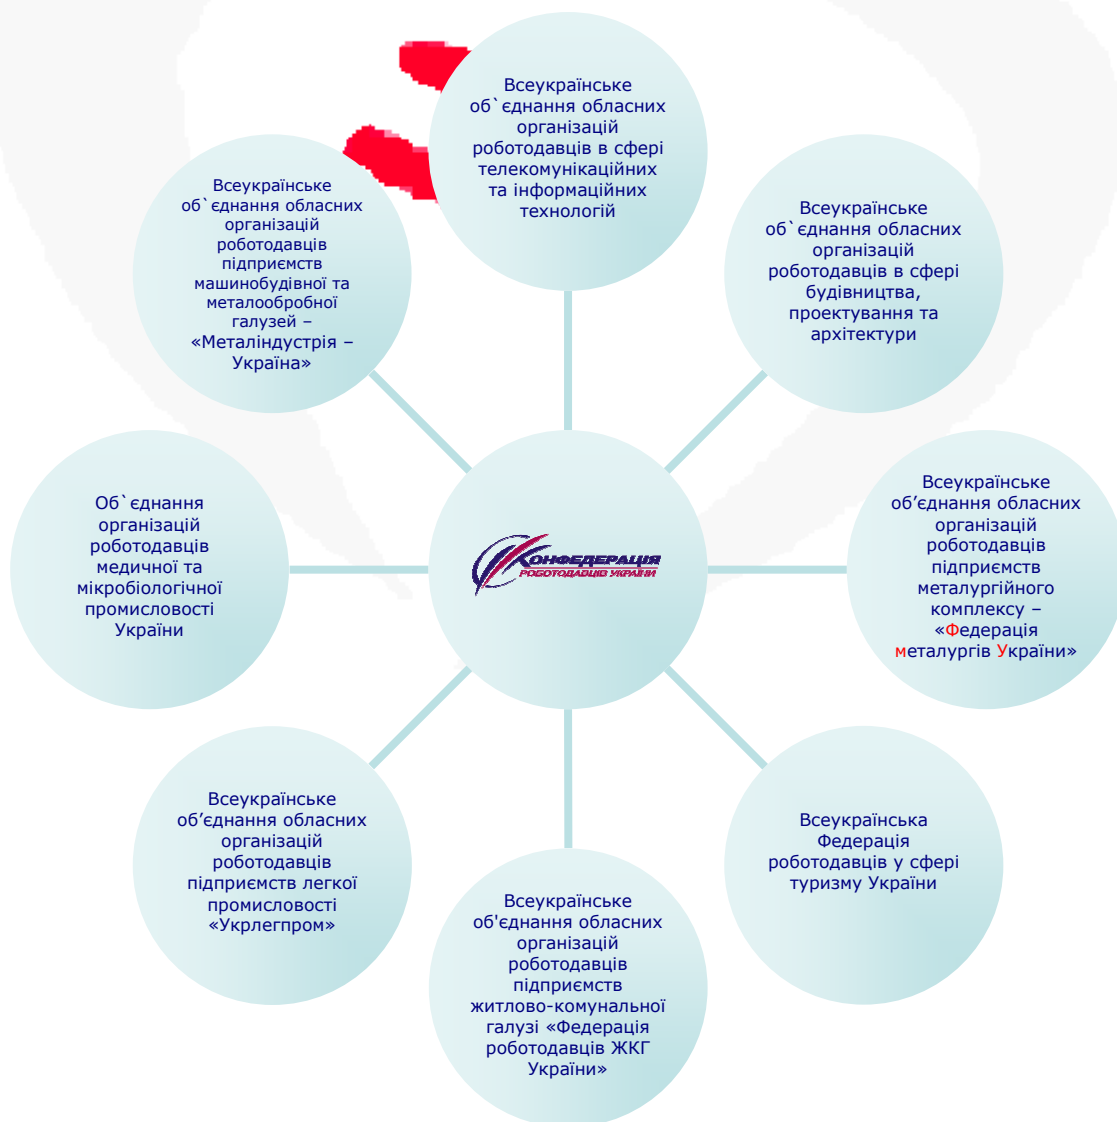 Всеукраїнське
об`єднання обласних
організацій
роботодавців в сфері
телекомунікаційних
та інформаційних
технологій
Всеукраїнське
об`єднання обласних
організацій
роботодавців в сфері
будівництва,
проектування та
архітектури
Всеукраїнське
об’єднання обласних
організацій
роботодавців
підприємств
металургійного
комплексу –
«Федерація
металургів України»
Всеукраїнська
Федерація
роботодавців у сфері
туризму України
Всеукраїнське
об'єднання обласних
організацій
роботодавців
підприємств
житлово-комунальної
галузі «Федерація
роботодавців ЖКГ
України»
Всеукраїнське
об’єднання обласних
організацій
роботодавців
підприємств легкої
промисловості
«Укрлегпром»
Об`єднання
організацій
роботодавців
медичної та
мікробіологічної
промисловості
України
Всеукраїнське
об`єднання обласних
організацій
роботодавців
підприємств
машинобудівної та
металообробної
галузей –
«Металіндустрія –
Україна»
КОНФЕДЕРАЦІЯ
РОБОТОДАВЦІВ УКРАЇНИ